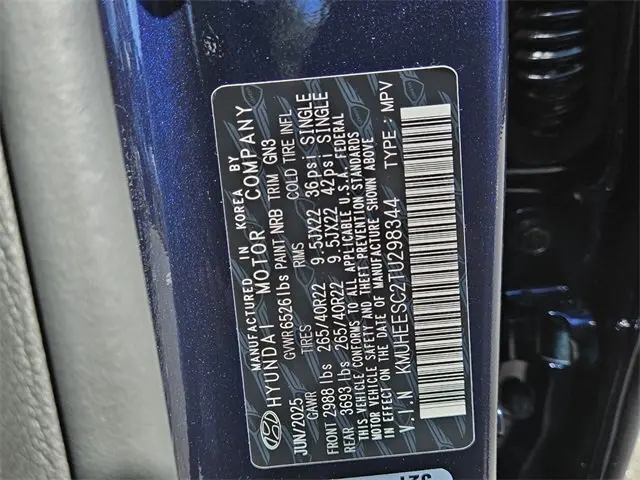 MANUFACTURED IN KOREA BY
HYUNDAI MOTOR COMPANY
JUN/2025 GVWR 6526 lbs PAINT NRB TRIM GN3
GAWR TIRES RIMS COLD TIRE INFL
FRONT 2988 lbs 265/40R22 9.5JX22 36psi SINGLE
REAR 3693 lbs 265/40R22 9.5JX22 42psi SINGLE
THIS VEHICLE CONFORMS TO ALL APPLICABLE U.S.A. FEDERAL
MOTOR VEHICLE SAFETY AND THEFT PREVENTION STANDARDS
IN EFFECT ON THE DATE OF MANUFACTURE SHOWN ABOVE
V.I.N KMUHEESC2TU298344 TYPE : MPV